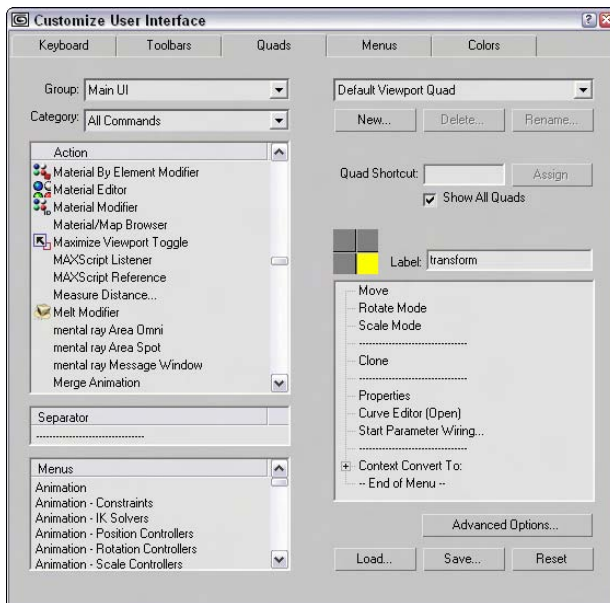 Customize User Interface
Keyboard
Toolbars
Quads
Menus
Colors
Group: Main UI
Category: All Commands
Action
Material By Element Modifier
Material Editor
Material Modifier
Material/Map Browser
Maximize Viewport Toggle
MAXScript Listener
MAXScript Reference
Measure Distance...
Melt Modifier
mental ray Area Omni
mental ray Area Spot
mental ray Message Window
Merge Animation
Separator
--------------------------------
Menus
Animation
Animation - Constraints
Animation - IK Solvers
Animation - Position Controllers
Animation - Rotation Controllers
Animation - Scale Controllers
Default Viewport Quad
New...
Delete...
Rename...
Quad Shortcut:
Assign
Show All Quads
Label: transform
Move
Rotate Mode
Scale Mode
--------------------------------
Clone
--------------------------------
Properties
Curve Editor (Open)
Start Parameter Wiring...
--------------------------------
Context Convert To:
-- End of Menu --
Advanced Options...
Load...
Save...
Reset